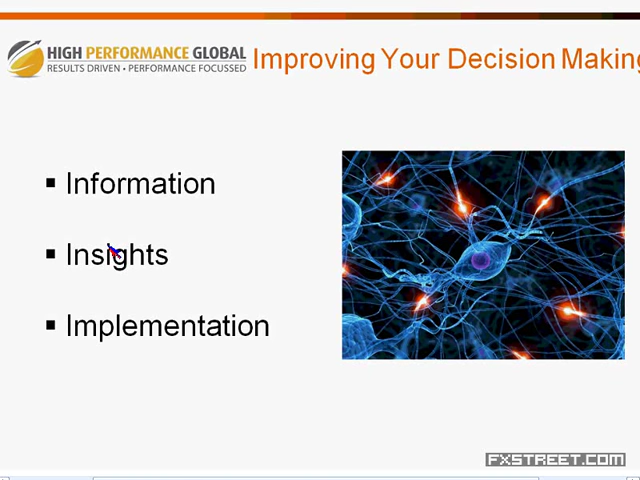 HIGH PERFORMANCE GLOBAL
RESULTS DRIVEN • PERFORMANCE FOCUSSED
Improving Your Decision Making
▪ Information
▪ Insights
▪ Implementation
FXSTREET.COM